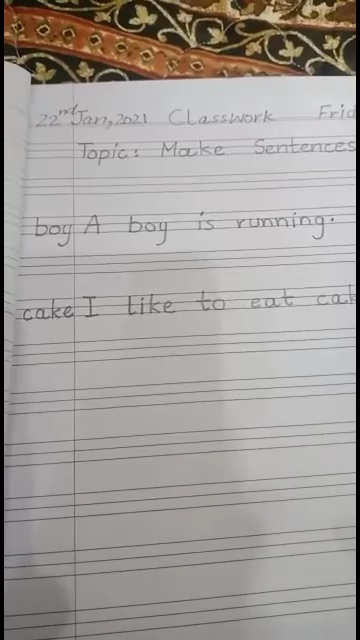 22nd Jan, 2021 Classwork
Topic: Make Sentences
boy A boy is running.
cake I like to eat